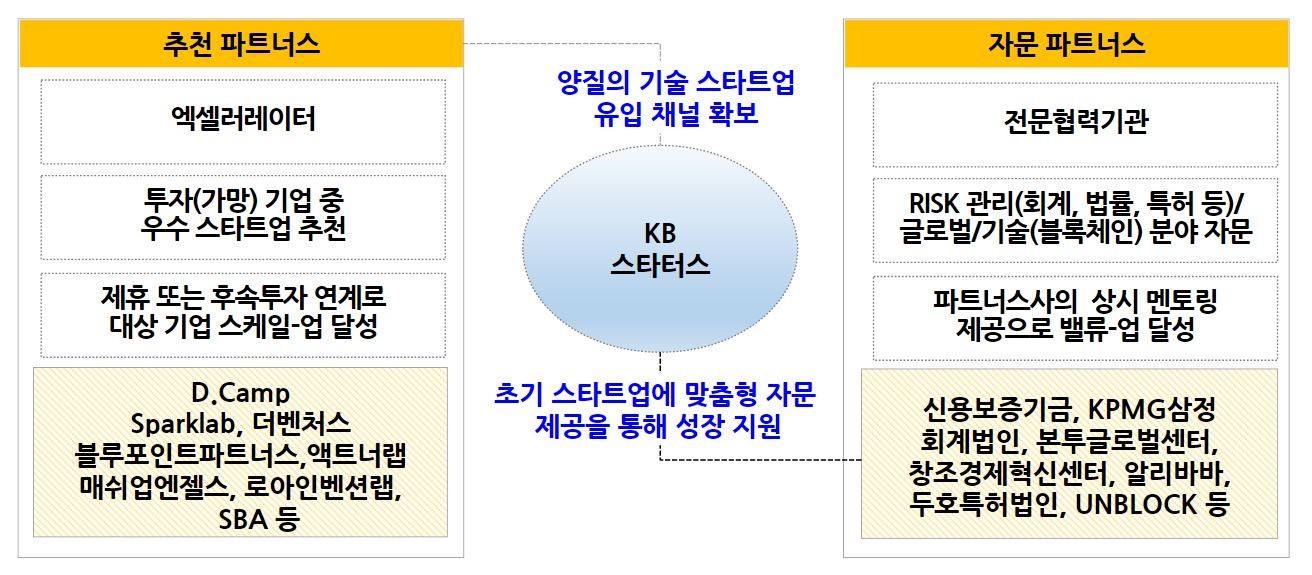 추천 파트너스
엑셀러레이터
투자(가망) 기업 중
우수 스타트업 추천
제휴 또는 후속투자 연계로
대상 기업 스케일-업 달성
D.Camp
Sparklab, 더벤처스
블루포인트파트너스,액트너랩
매쉬업엔젤스, 로아인벤션랩,
SBA 등
양질의 기술 스타트업
유입 채널 확보
KB
스타터스
초기 스타트업에 맞춤형 자문
제공을 통해 성장 지원
자문 파트너스
전문협력기관
RISK 관리(회계, 법률, 특허 등)/
글로벌/기술(블록체인) 분야 자문
파트너스사의 상시 멘토링
제공으로 밸류-업 달성
신용보증기금, KPMG삼정
회계법인, 본투글로벌센터,
창조경제혁신센터, 알리바바,
두호특허법인, UNBLOCK 등